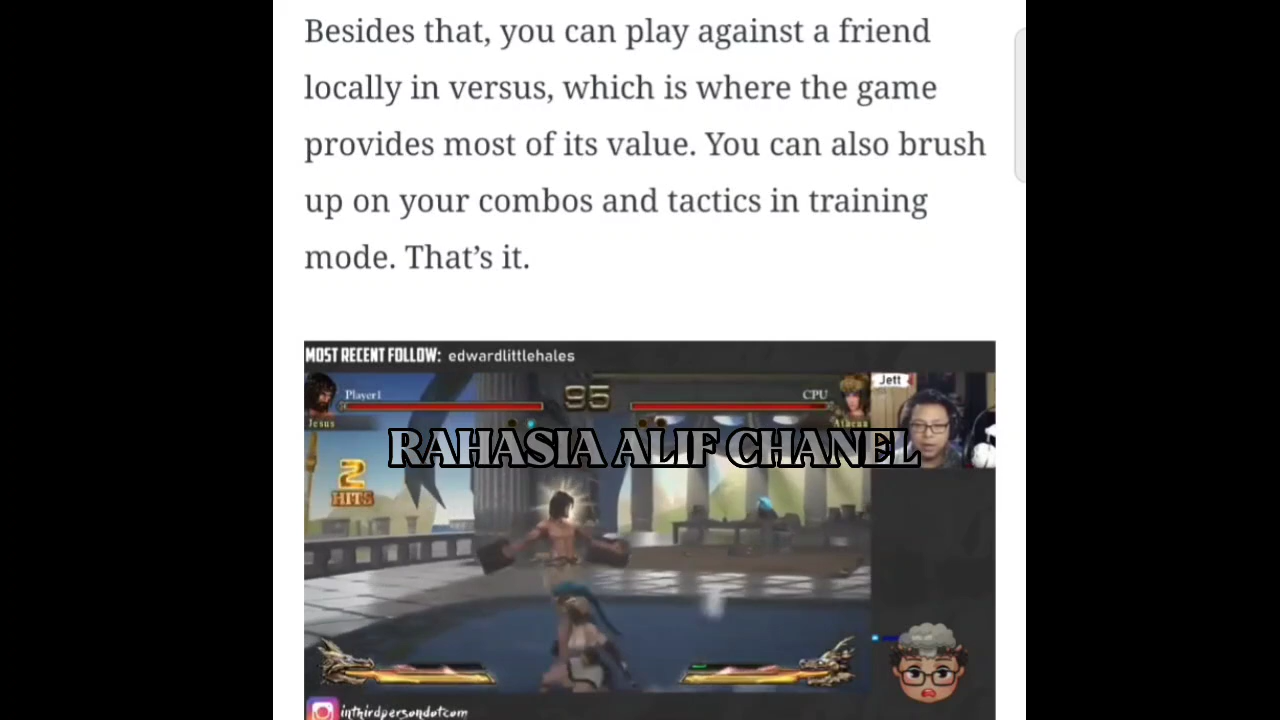 Besides that, you can play against a friend
locally in versus, which is where the game
provides most of its value. You can also brush
up on your combos and tactics in training
mode. That’s it.
MOST RECENT FOLLOW: edwardlittlehales
Player1
95
CPU
Jett
Jesus
Athena
RAHASIA ALIF CHANEL
2
HITS
inthirdpersondotcom